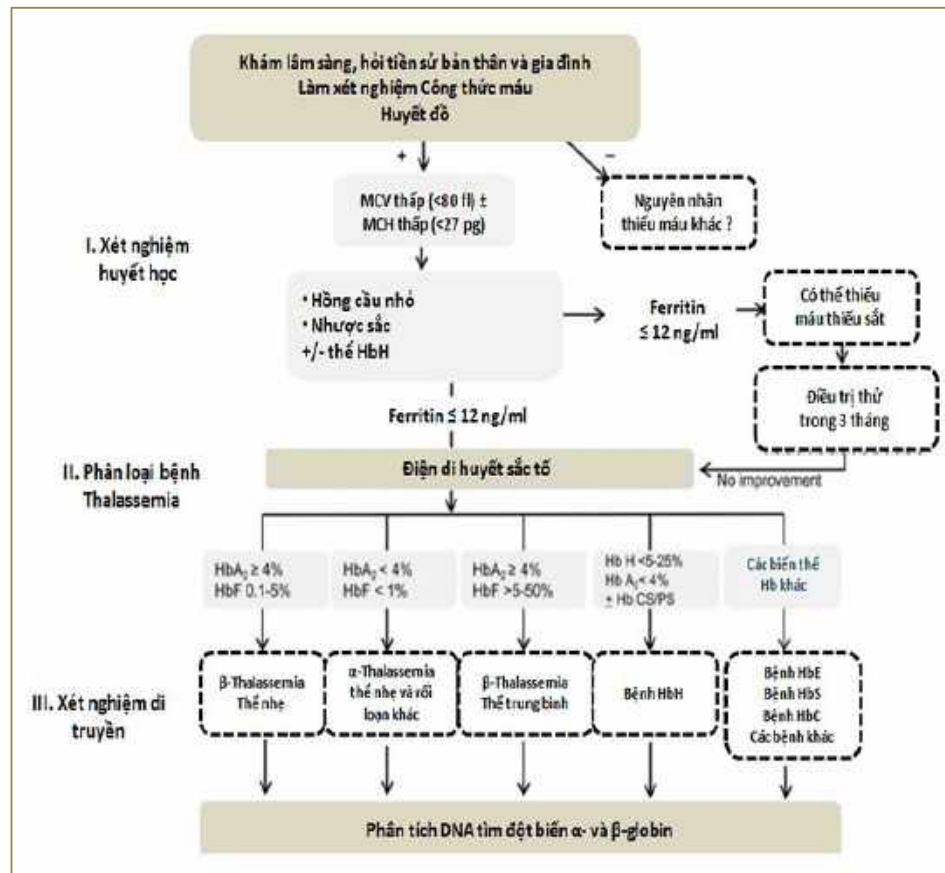 Khám lâm sàng, hỏi tiền sử bản thân và gia đình
Làm xét nghiệm Công thức máu
Huyết đồ
+
–
MCV thấp (<80 fl) ±
MCH thấp (<27 pg)
Nguyên nhân
thiếu máu khác ?
I. Xét nghiệm
huyết học
• Hồng cầu nhỏ
• Nhược sắc
+/- thể HbH
Ferritin
≤ 12 ng/ml
Có thể thiếu
máu thiếu sắt
Điều trị thử
trong 3 tháng
Ferritin ≤ 12 ng/ml
II. Phân loại bệnh
Thalassemia
Điện di huyết sắc tố
No improvement
HbA₂ ≥ 4%
HbF 0.1-5%
HbA₂ < 4%
HbF < 1%
HbA₂ ≥ 4%
HbF >5-50%
Hb H <5-25%
Hb A₂< 4%
± Hb CS/PS
Các biến thể
Hb khác
III. Xét nghiệm di
truyền
β-Thalassemia
Thể nhẹ
α-Thalassemia
thể nhẹ và rối
loạn khác
β-Thalassemia
Thể trung bình
Bệnh HbH
Bệnh HbE
Bệnh HbS
Bệnh HbC
Các bệnh khác
Phân tích DNA tìm đột biến α- và β-globin